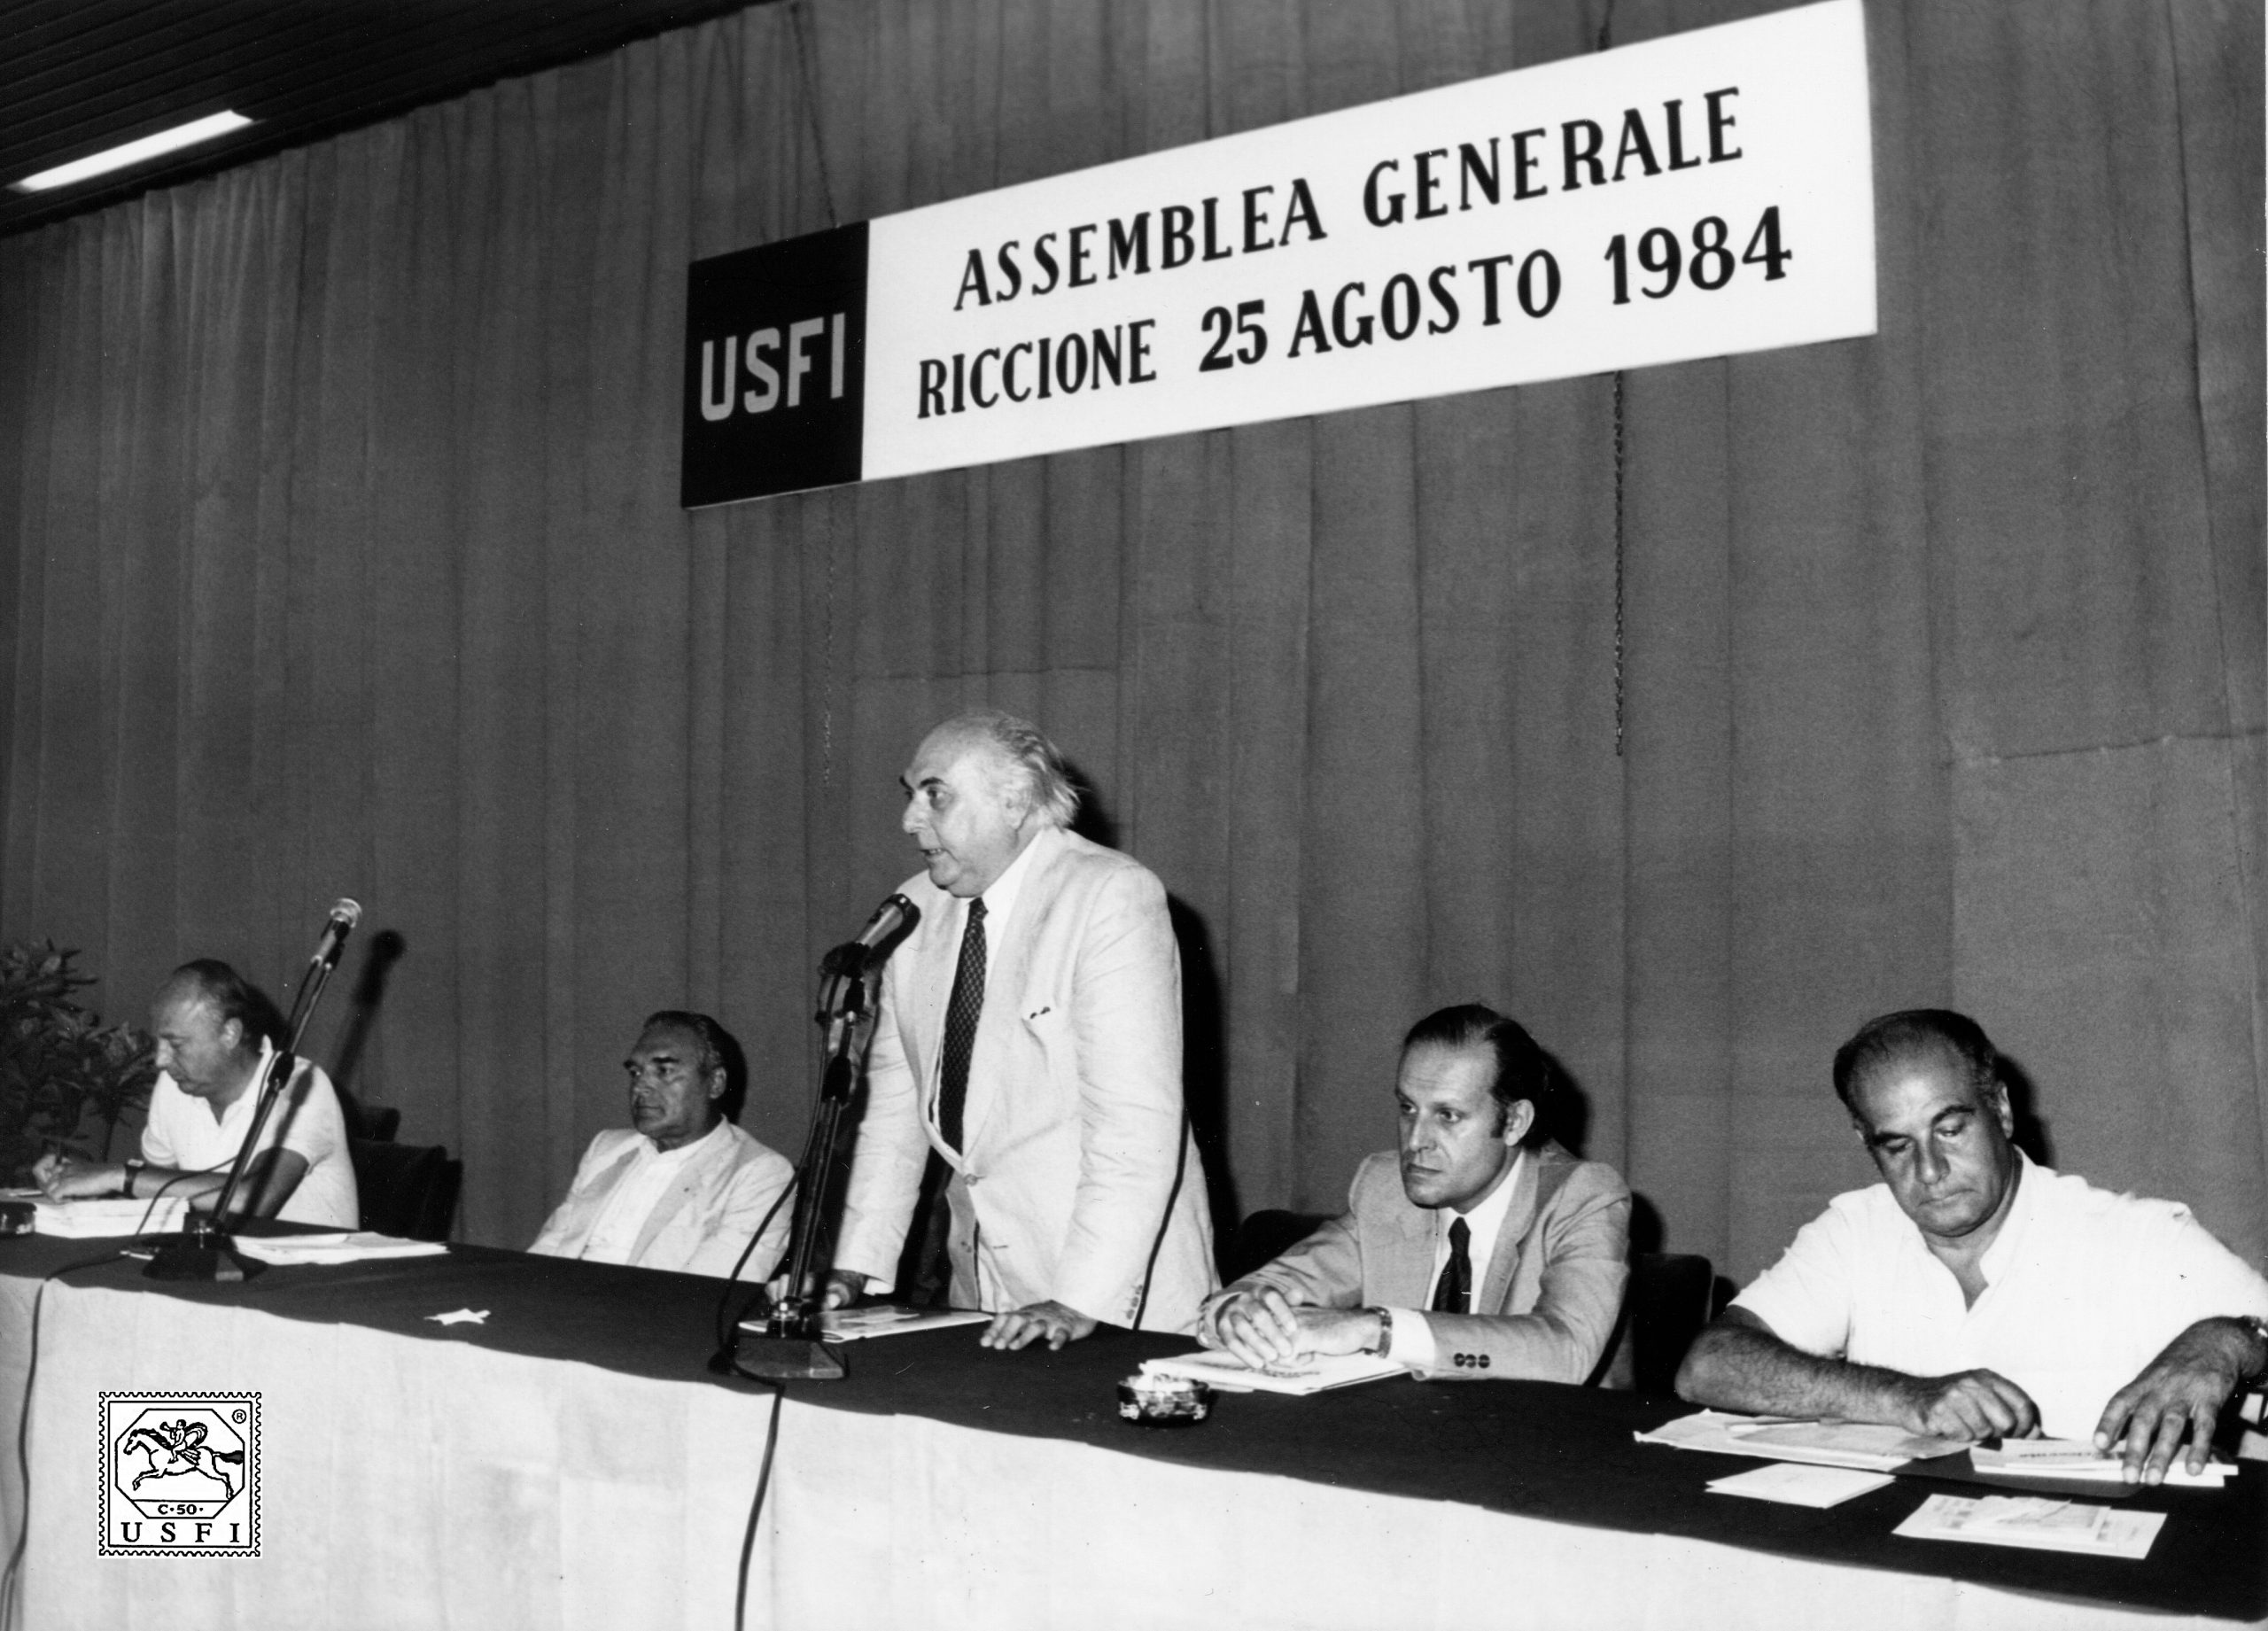 USFI
ASSEMBLEA GENERALE
RICCIONE 25 AGOSTO 1984
®
C·50·
USFI